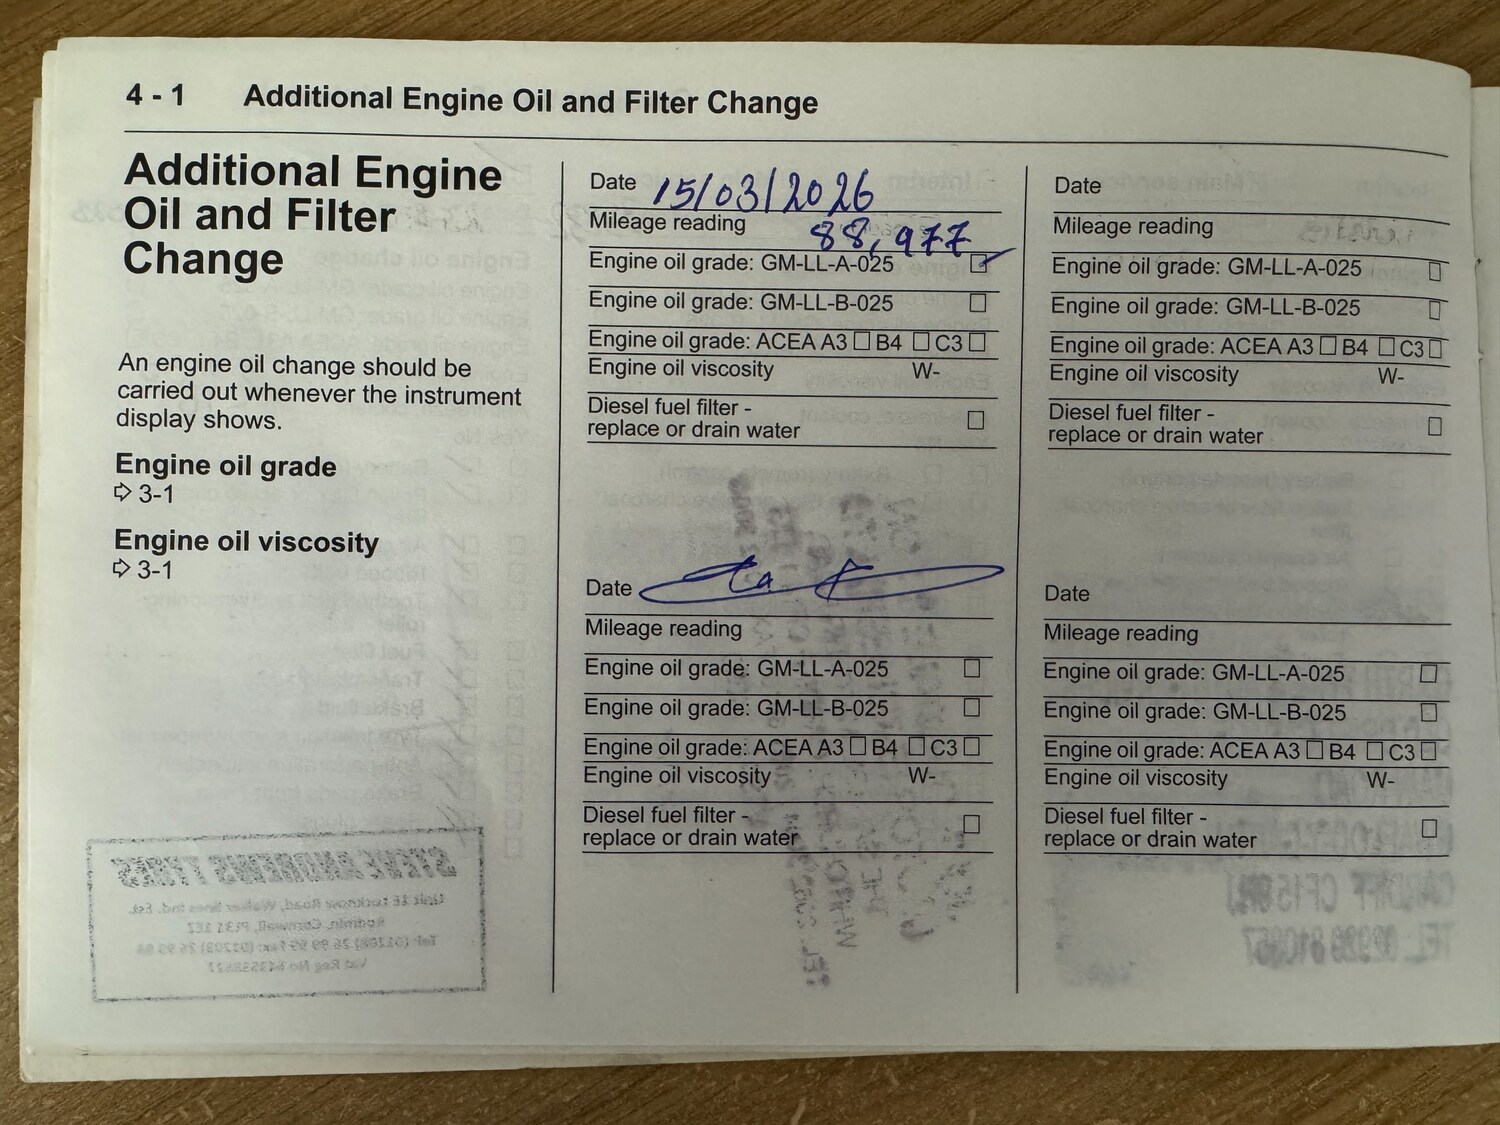 4 - 1 Additional Engine Oil and Filter Change
Additional Engine
Oil and Filter
Change
An engine oil change should be
carried out whenever the instrument
display shows.
Engine oil grade
⇨ 3-1
Engine oil viscosity
⇨ 3-1
Date 15/03/2026
Mileage reading 88,977
Engine oil grade: GM-LL-A-025 ☑
Engine oil grade: GM-LL-B-025 ☐
Engine oil grade: ACEA A3 ☐ B4 ☐ C3 ☐
Engine oil viscosity W-
Diesel fuel filter -
replace or drain water ☐
Date
Mileage reading
Engine oil grade: GM-LL-A-025 ☐
Engine oil grade: GM-LL-B-025 ☐
Engine oil grade: ACEA A3 ☐ B4 ☐ C3 ☐
Engine oil viscosity W-
Diesel fuel filter -
replace or drain water ☐
Date
Mileage reading
Engine oil grade: GM-LL-A-025 ☐
Engine oil grade: GM-LL-B-025 ☐
Engine oil grade: ACEA A3 ☐ B4 ☐ C3 ☐
Engine oil viscosity W-
Diesel fuel filter -
replace or drain water ☐
Date
Mileage reading
Engine oil grade: GM-LL-A-025 ☐
Engine oil grade: GM-LL-B-025 ☐
Engine oil grade: ACEA A3 ☐ B4 ☐ C3 ☐
Engine oil viscosity W-
Diesel fuel filter -
replace or drain water ☐